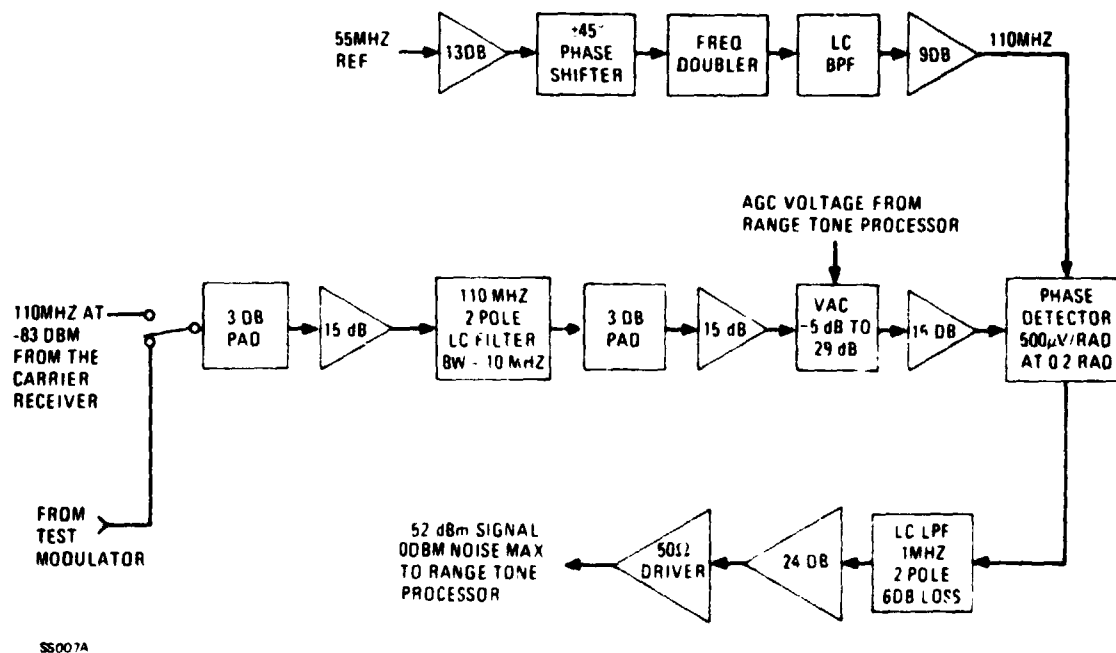 55MHZ
REF
13DB
±45°
PHASE
SHIFTER
FREQ
DOUBLER
LC
BPF
9DB
110MHZ
AGC VOLTAGE FROM
RANGE TONE PROCESSOR
110MHZ AT
-83 DBM
FROM THE
CARRIER
RECEIVER
3 DB
PAD
15 dB
110 MHZ
2 POLE
LC FILTER
BW - 10 MHZ
3 DB
PAD
15 dB
VAC
-5 dB TO
29 dB
15 DB
PHASE
DETECTOR
500µV/RAD
AT 0.2 RAD
FROM
TEST
MODULATOR
52 dBm SIGNAL
0DBM NOISE MAX
TO RANGE TONE
PROCESSOR
50Ω
DRIVER
24 DB
LC LPF
1MHZ
2 POLE
6DB LOSS
SS007A